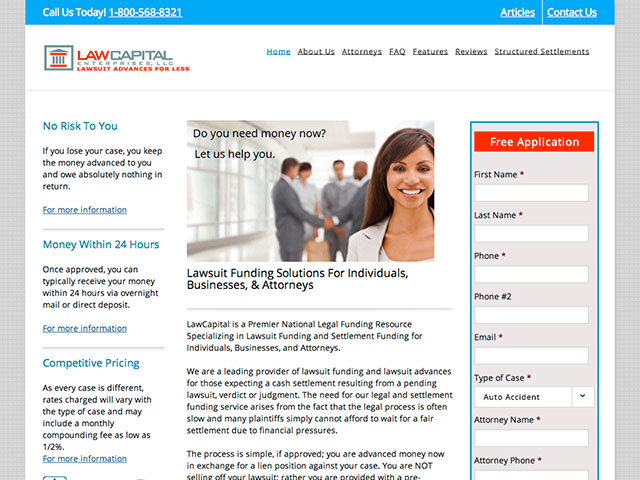 Call Us Today! 1-800-568-8321
Articles
Contact Us
LAWCAPITAL
ENTERPRISES, LLC
LAWSUIT ADVANCES FOR LESS
Home
About Us
Attorneys
FAQ
Features
Reviews
Structured Settlements
No Risk To You
If you lose your case, you keep
the money advanced to you
and owe absolutely nothing in
return.
For more information
Money Within 24 Hours
Once approved, you can
typically receive your money
within 24 hours via overnight
mail or direct deposit.
For more information
Competitive Pricing
As every case is different,
rates charged will vary with
the type of case and may
include a monthly
compounding fee as low as
1/2%.
For more information
Do you need money now?
Let us help you.
Lawsuit Funding Solutions For Individuals,
Businesses, & Attorneys
LawCapital is a Premier National Legal Funding Resource
Specializing in Lawsuit Funding and Settlement Funding for
Individuals, Businesses, and Attorneys.
We are a leading provider of lawsuit funding and lawsuit advances
for those expecting a cash settlement resulting from a pending
lawsuit, verdict or judgment. The need for our legal and settlement
funding service arises from the fact that the legal process is often
slow and many plaintiffs simply cannot afford to wait for a fair
settlement due to financial pressures.
The process is simple, if approved; you are advanced money now
in exchange for a lien position against your case. You are NOT
selling off your lawsuit; rather you are provided with a pre-
Free Application
First Name *
Last Name *
Phone *
Phone #2
Email *
Type of Case *
Auto Accident
Attorney Name *
Attorney Phone *